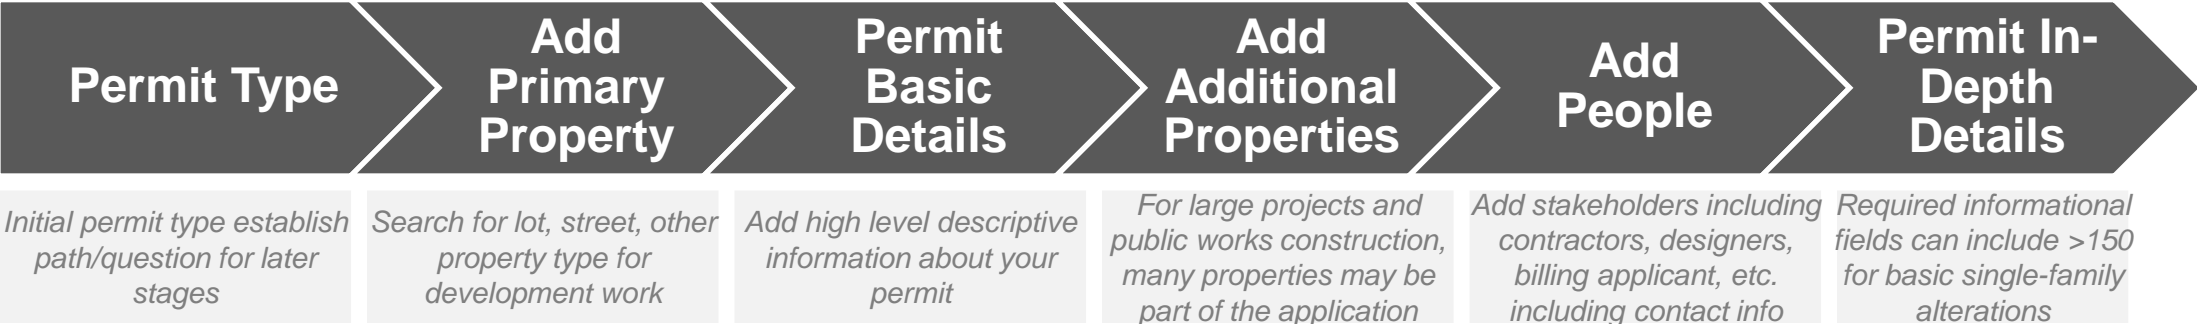 Permit Type
Add
Primary
Property
Permit
Basic
Details
Add
Additional
Properties
Add
People
Permit In-
Depth
Details
Initial permit type establish
path/question for later
stages
Search for lot, street, other
property type for
development work
Add high level descriptive
information about your
permit
For large projects and
public works construction,
many properties may be
part of the application
Add stakeholders including
contractors, designers,
billing applicant, etc.
including contact info
Required informational
fields can include >150
for basic single-family
alterations